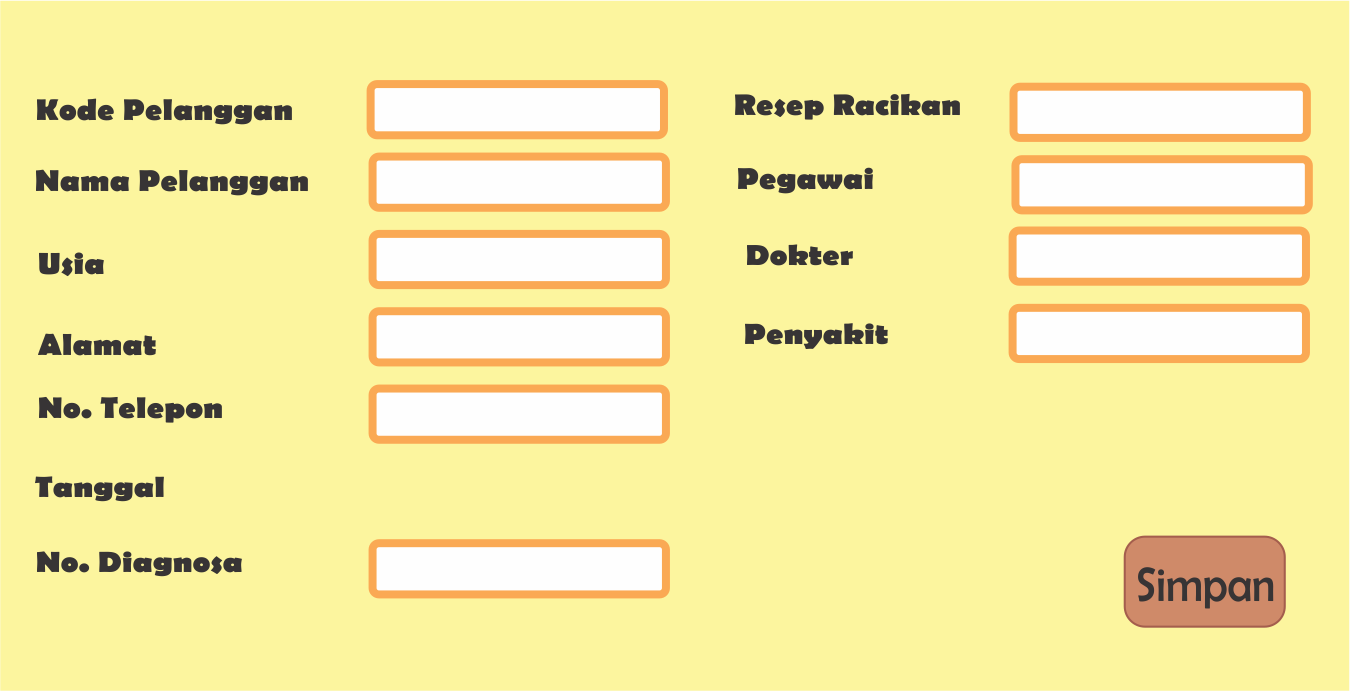 Kode Pelanggan
Nama Pelanggan
Usia
Alamat
No. Telepon
Tanggal
No. Diagnosa
Resep Racikan
Pegawai
Dokter
Penyakit
Simpan